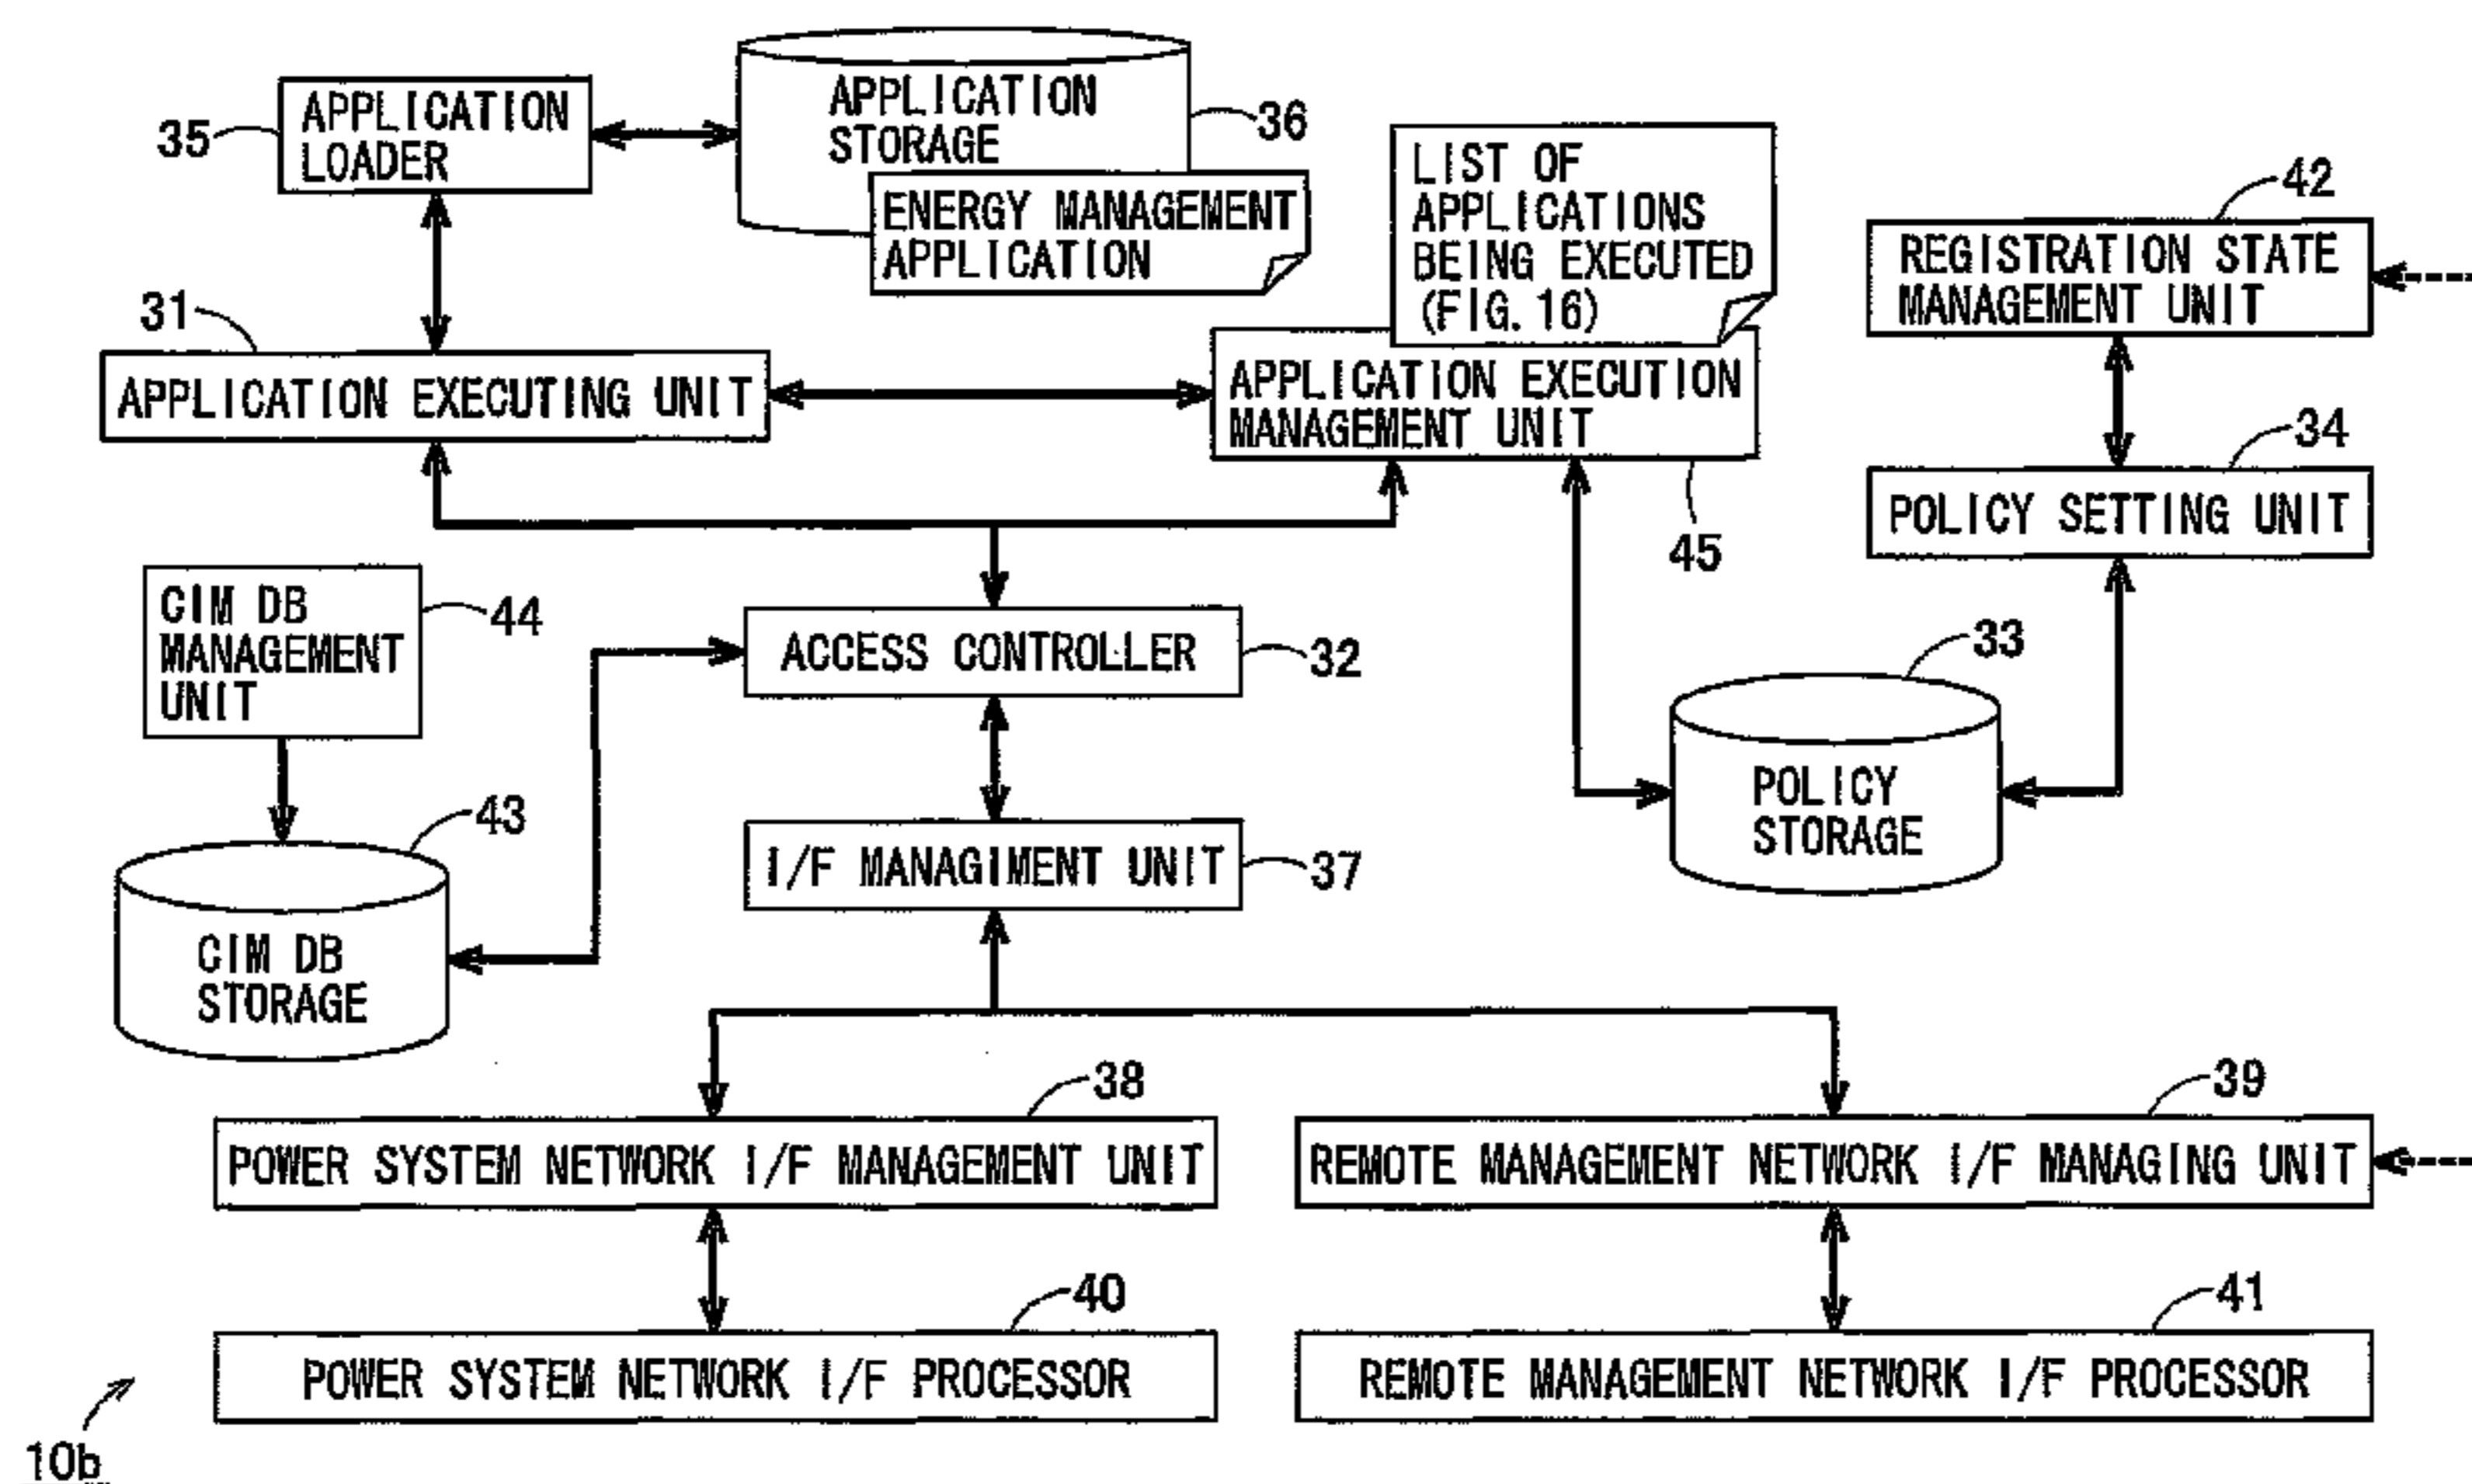 35
APPLICATION
LOADER
APPLICATION
STORAGE
36
ENERGY MANAGEMENT
APPLICATION
LIST OF
APPLICATIONS
BEING EXECUTED
(FIG. 16)
42
REGISTRATION STATE
MANAGEMENT UNIT
31
APPLICATION EXECUTING UNIT
APPLICATION EXECUTION
MANAGEMENT UNIT
45
34
POLICY SETTING UNIT
CIM DB
MANAGEMENT
UNIT
44
ACCESS CONTROLLER
32
33
POLICY
STORAGE
43
CIM DB
STORAGE
I/F MANAGIMENT UNIT
37
38
POWER SYSTEM NETWORK I/F MANAGEMENT UNIT
39
REMOTE MANAGEMENT NETWORK I/F MANAGING UNIT
40
POWER SYSTEM NETWORK I/F PROCESSOR
41
REMOTE MANAGEMENT NETWORK I/F PROCESSOR
10b